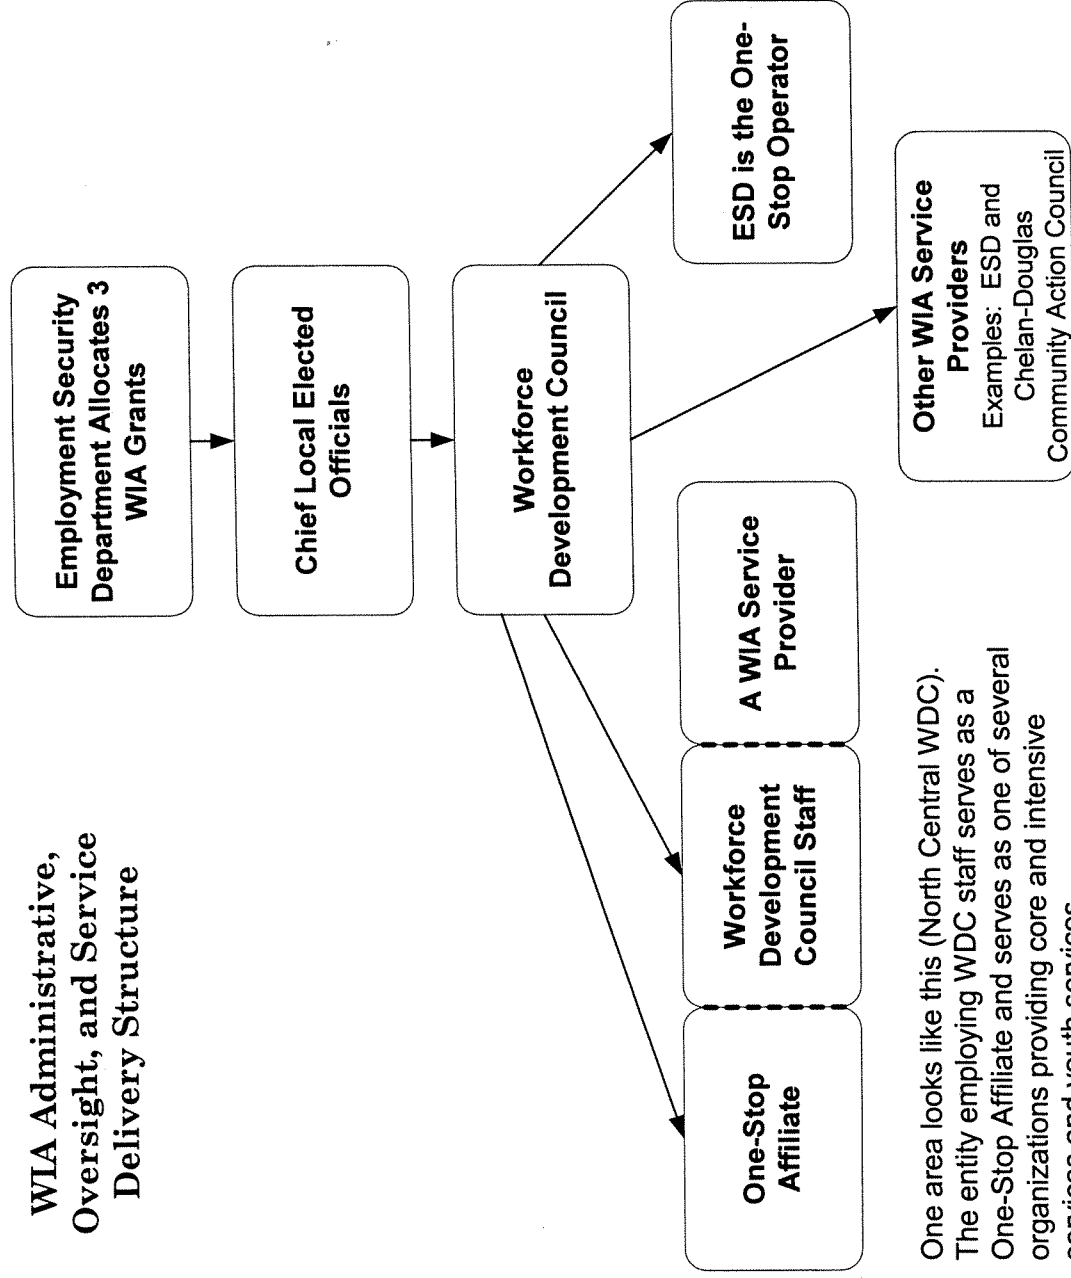 WIA Administrative,
Oversight, and Service
Delivery Structure
Employment Security
Department Allocates 3
WIA Grants
Chief Local Elected
Officials
Workforce
Development Council
One-Stop
Affiliate
Workforce
Development
Council Staff
A WIA Service
Provider
ESD is the One-
Stop Operator
Other WIA Service
Providers
Examples: ESD and
Chelan-Douglas
Community Action Council
One area looks like this (North Central WDC).
The entity employing WDC staff serves as a
One-Stop Affiliate and serves as one of several
organizations providing core and intensive
services and youth services